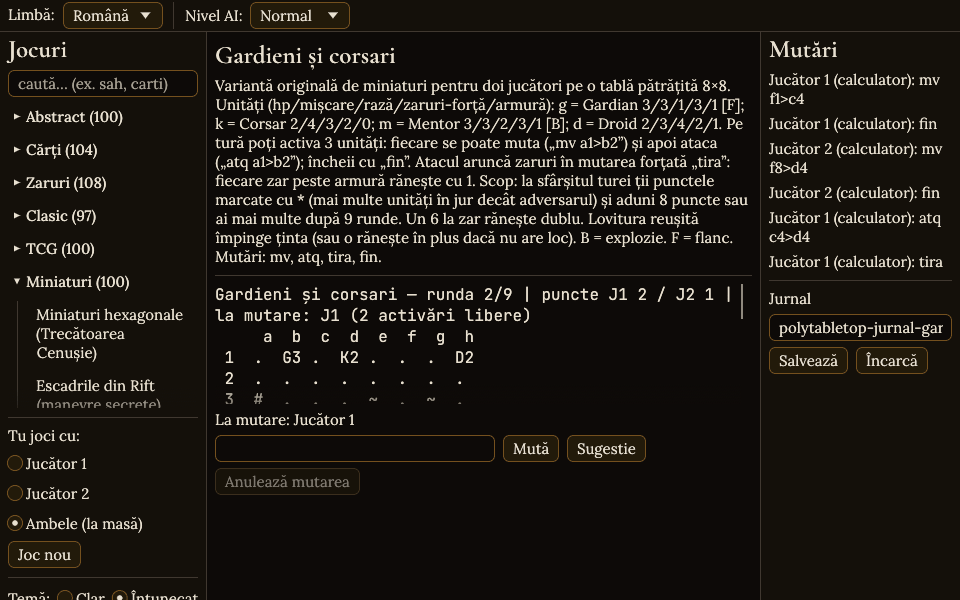 Limbă: Română ▼ Nivel AI: Normal ▼
Jocuri
caută... (ex. sah, carti)
▸ Abstract (100)
▸ Cărți (104)
▸ Zaruri (108)
▸ Clasic (97)
▸ TCG (100)
▾ Miniaturi (100)
Miniaturi hexagonale
(Trecătoarea
Cenușie)
Escadrile din Rift
(manevre secrete)
Tu joci cu:
Jucător 1
Jucător 2
Ambele (la masă)
Joc nou
Temă: Clar Întunecat
Gardieni și corsari
Variantă originală de miniaturi pentru doi jucători pe o tablă pătrățită 8×8.
Unități (hp/mișcare/rază/zaruri-forță/armură): g = Gardian 3/3/1/3/1 [F];
k = Corsar 2/4/3/2/0; m = Mentor 3/3/2/3/1 [B]; d = Droid 2/3/4/2/1. Pe
tură poți activa 3 unități: fiecare se poate muta („mv a1>b2”) și apoi ataca
(„atq a1>b2”); închei cu „fin”. Atacul aruncă zaruri în mutarea forțată „tira”:
fiecare zar peste armură rănește cu 1. Scop: la sfârșitul turei ții punctele
marcate cu * (mai multe unități în jur decât adversarul) și aduni 8 puncte sau
ai mai multe după 9 runde. Un 6 la zar rănește dublu. Lovitura reușită
împinge ținta (sau o rănește în plus dacă nu are loc). B = explozie. F = flanc.
Mutări: mv, atq, tira, fin.
Gardieni și corsari — runda 2/9 | puncte J1 2 / J2 1 |
la mutare: J1 (2 activări libere)
a b c d e f g h
1 . G3 . K2 . . . D2
2 . . . . . . . .
3 # . . . ~ . ~ .
La mutare: Jucător 1
Mută Sugestie
Anulează mutarea
Mutări
Jucător 1 (calculator): mv
f1>c4
Jucător 1 (calculator): fin
Jucător 2 (calculator): mv
f8>d4
Jucător 2 (calculator): fin
Jucător 1 (calculator): atq
c4>d4
Jucător 1 (calculator): tira
Jurnal
polytabletop-jurnal-gar
Salvează Încarcă